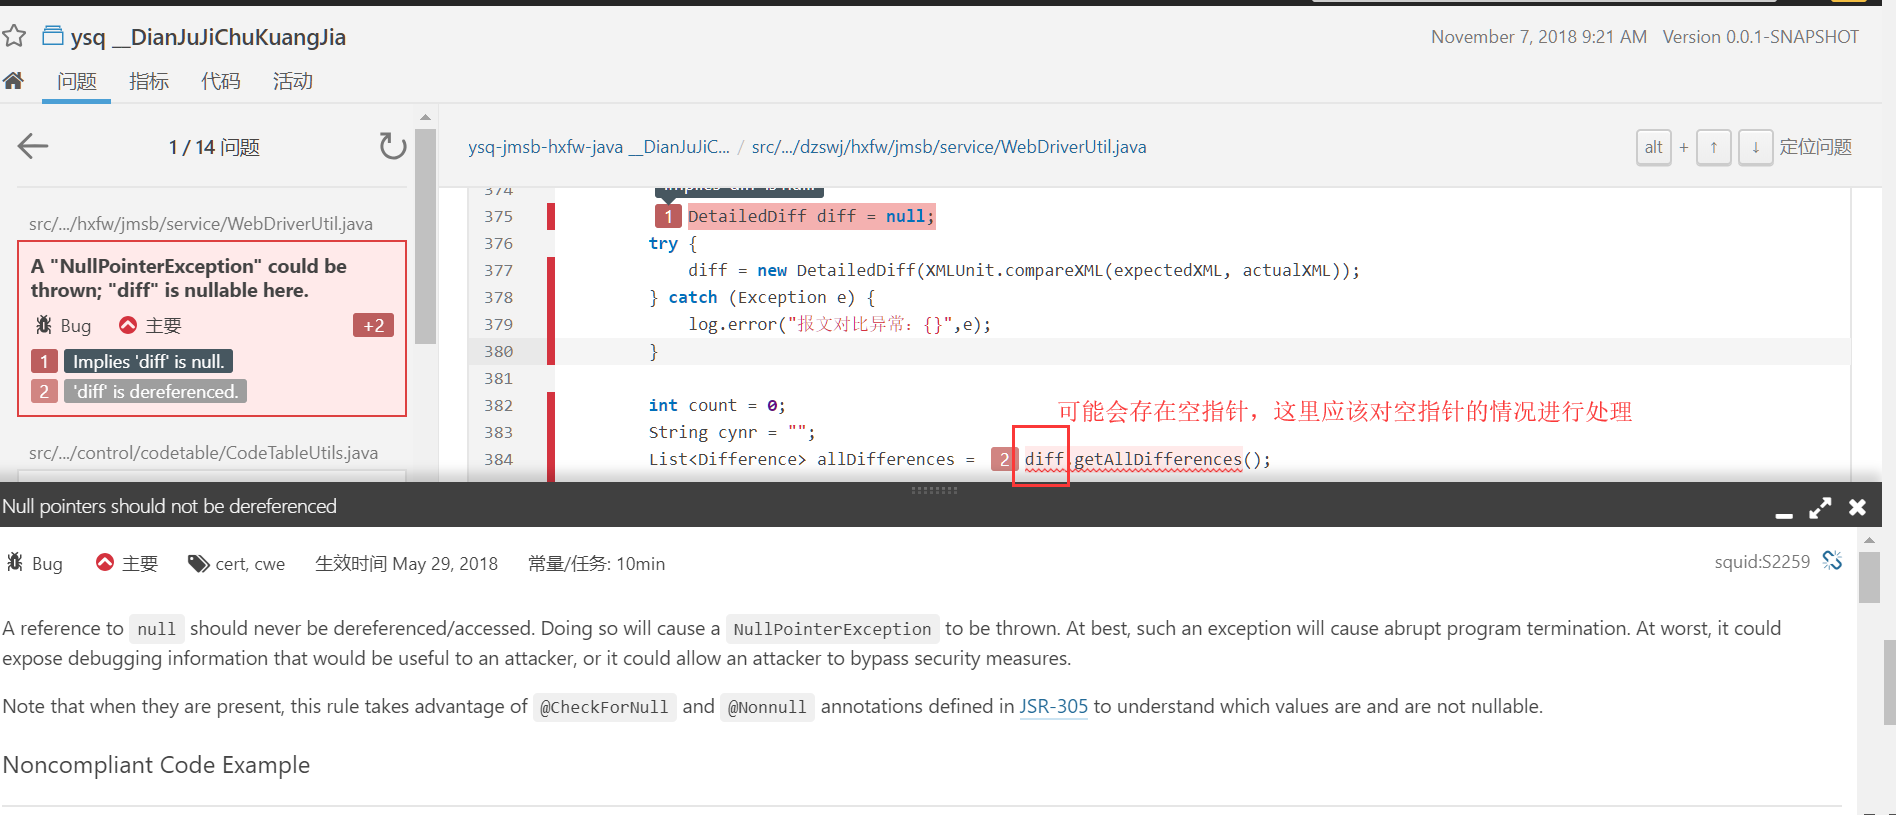 ysq __DianJuJiChuKuangJia
November 7, 2018 9:21 AM Version 0.0.1-SNAPSHOT
问题 指标 代码 活动
1 / 14 问题
ysq-jmsb-hxfw-java __DianJuJiC... / src/.../dzswj/hxfw/jmsb/service/WebDriverUtil.java
alt + ↑ ↓ 定位问题
src/.../hxfw/jmsb/service/WebDriverUtil.java
A "NullPointerException" could be
thrown; "diff" is nullable here.
Bug 主要 +2
1 Implies 'diff' is null.
2 'diff' is dereferenced.
src/.../control/codetable/CodeTableUtils.java
374
375 1 DetailedDiff diff = null;
376 try {
377 diff = new DetailedDiff(XMLUnit.compareXML(expectedXML, actualXML));
378 } catch (Exception e) {
379 log.error("报文对比异常：{}",e);
380 }
381
382 int count = 0;
可能会存在空指针，这里应该对空指针的情况进行处理
383 String cynr = "";
384 List<Difference> allDifferences = 2 diff.getAllDifferences();
Null pointers should not be dereferenced
Bug 主要 cert, cwe 生效时间 May 29, 2018 常量/任务: 10min squid:S2259
A reference to null should never be dereferenced/accessed. Doing so will cause a NullPointerException to be thrown. At best, such an exception will cause abrupt program termination. At worst, it could
expose debugging information that would be useful to an attacker, or it could allow an attacker to bypass security measures.
Note that when they are present, this rule takes advantage of @CheckForNull and @Nonnull annotations defined in JSR-305 to understand which values are and are not nullable.
Noncompliant Code Example